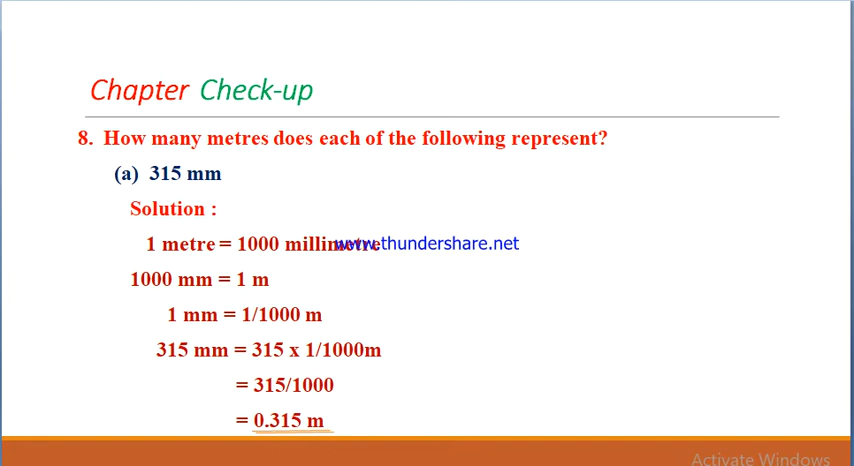 Chapter Check-up
8. How many metres does each of the following represent?
(a) 315 mm
Solution :
1 metre = 1000 millimetre
www.thundershare.net
1000 mm = 1 m
1 mm = 1/1000 m
315 mm = 315 x 1/1000m
= 315/1000
= 0.315 m
Activate Windows